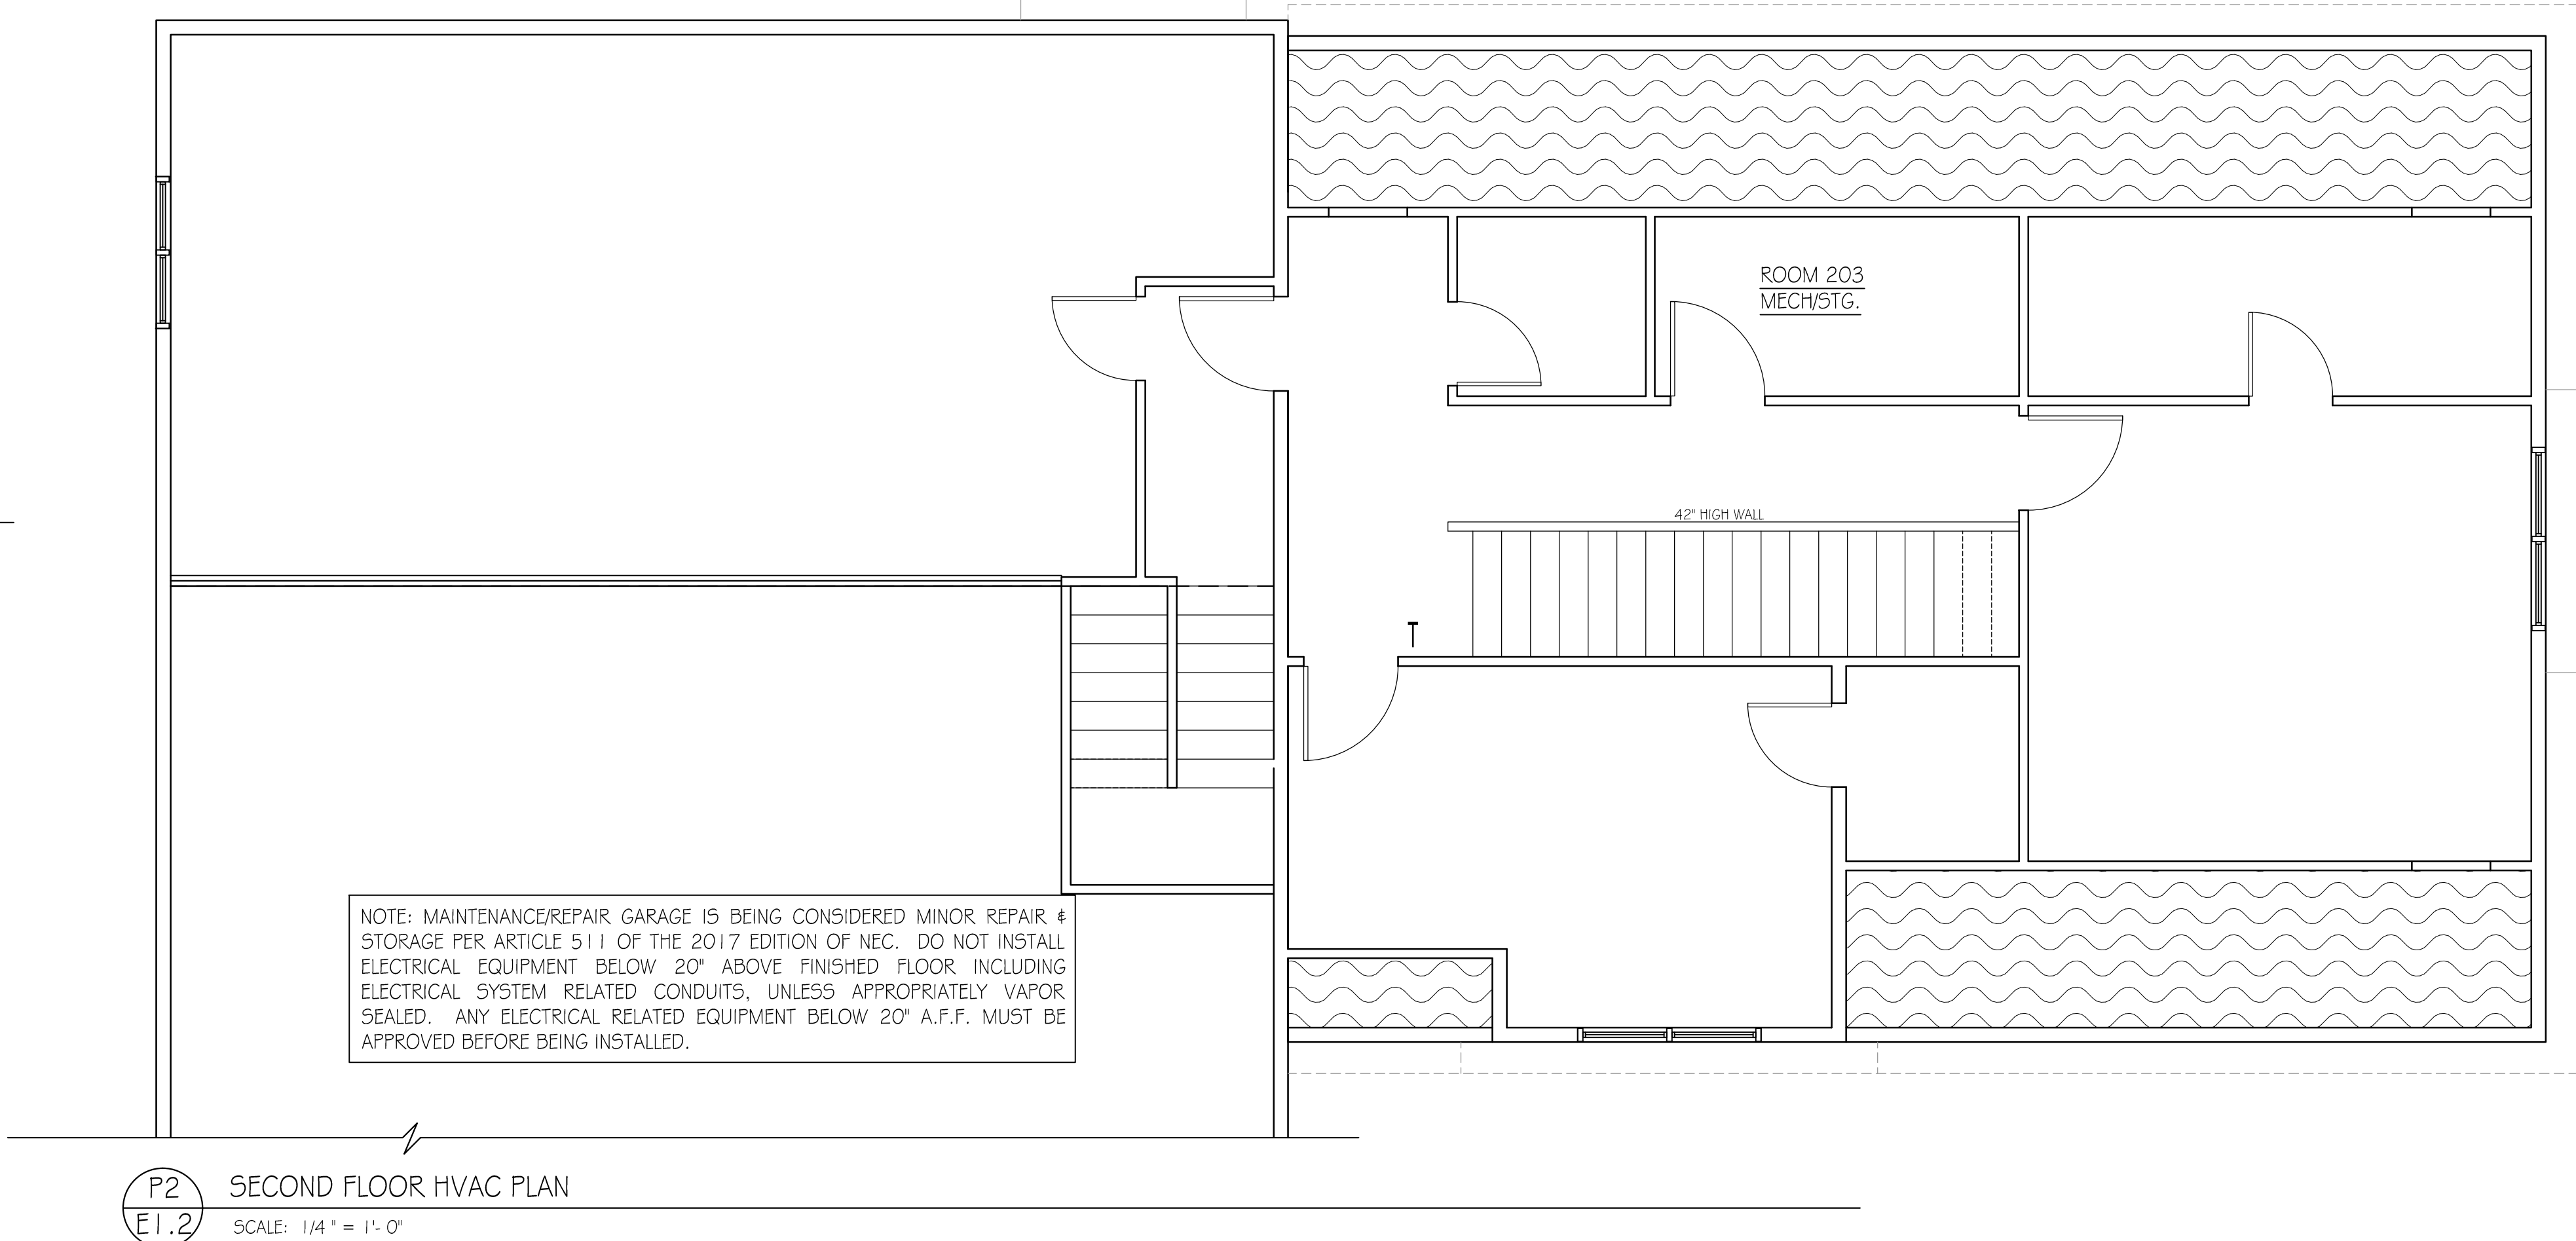 ROOM 203
MECH/STG.
42" HIGH WALL
NOTE: MAINTENANCE/REPAIR GARAGE IS BEING CONSIDERED MINOR REPAIR &
STORAGE PER ARTICLE 511 OF THE 2017 EDITION OF NEC. DO NOT INSTALL
ELECTRICAL EQUIPMENT BELOW 20" ABOVE FINISHED FLOOR INCLUDING
ELECTRICAL SYSTEM RELATED CONDUITS, UNLESS APPROPRIATELY VAPOR
SEALED. ANY ELECTRICAL RELATED EQUIPMENT BELOW 20" A.F.F. MUST BE
APPROVED BEFORE BEING INSTALLED.
P2
E1.2
SECOND FLOOR HVAC PLAN
SCALE: 1/4 " = 1'- 0"